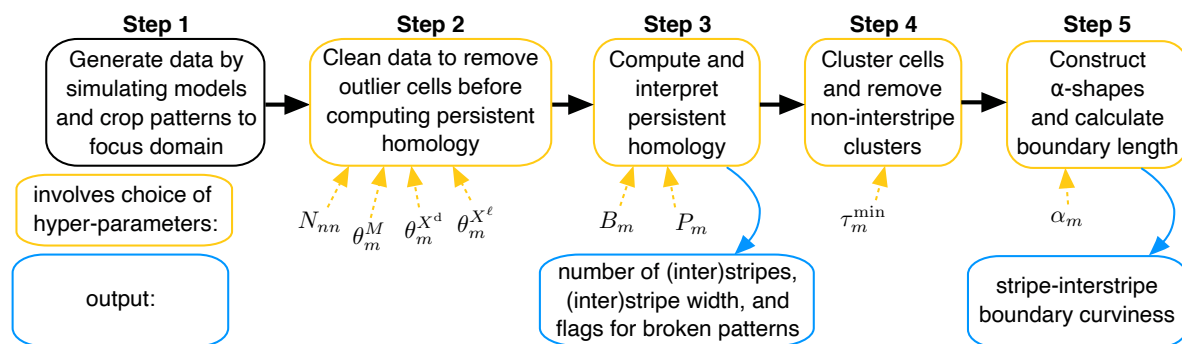 Step 1
Generate data by
simulating models
and crop patterns to
focus domain
Step 2
Clean data to remove
outlier cells before
computing persistent
homology
Step 3
Compute and
interpret
persistent
homology
Step 4
Cluster cells
and remove
non-interstripe
clusters
Step 5
Construct
α-shapes
and calculate
boundary length
involves choice of
hyper-parameters:
N_{nn}
θ_m^M
θ_m^{X^d}
θ_m^{X^ℓ}
B_m
P_m
τ_m^{min}
α_m
output:
number of (inter)stripes,
(inter)stripe width, and
flags for broken patterns
stripe-interstripe
boundary curviness